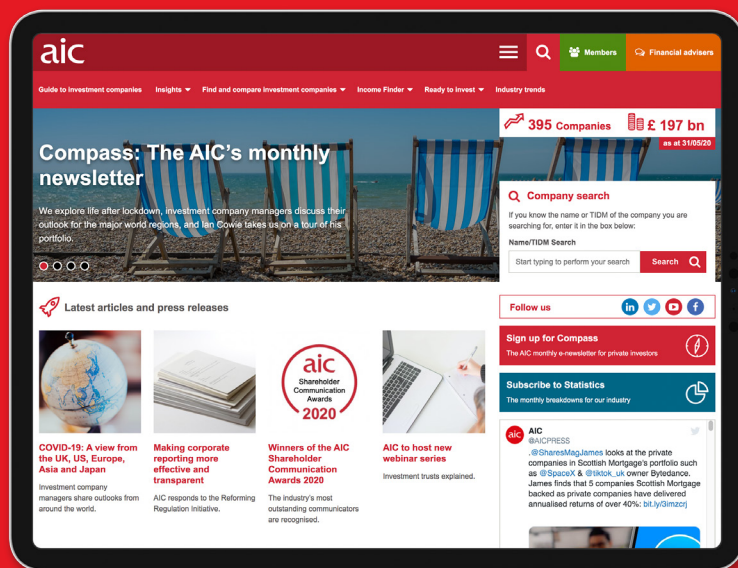 aic
Members
Financial advisers
Guide to investment companies
Insights
Find and compare investment companies
Income Finder
Ready to Invest
Industry trends
Compass: The AIC's monthly
newsletter
We explore life after lockdown, investment company managers discuss their
outlook for the major world regions, and Ian Cowie takes us on a tour of his
portfolio.
395 Companies
£ 197 bn
as at 31/05/20
Company search
If you know the name or TIDM of the company you are
searching for, enter it in the box below:
Name/TIDM Search
Start typing to perform your search
Search
Latest articles and press releases
COVID-19: A view from
the UK, US, Europe,
Asia and Japan
Investment company
managers share outlooks from
around the world.
Making corporate
reporting more
effective and
transparent
AIC responds to the Reforming
Regulation Initiative.
aic
Shareholder
Communication
Awards
2020
Winners of the AIC
Shareholder
Communication
Awards 2020
The industry's most
outstanding communicators
are recognised.
AIC to host new
webinar series
Investment trusts explained.
Follow us
in
f
Sign up for Compass
The AIC monthly e-newsletter for private investors
Subscribe to Statistics
The monthly breakdowns for our industry
aic
AIC
@AICPRESS
.@SharesMagJames looks at the private
companies in Scottish Mortgage's portfolio such
as @SpaceX & @tiktok_uk owner Bytedance.
James finds that 5 companies Scottish Mortgage
backed as private companies have delivered
annualised returns of over 40%: bit.ly/3imzcrj